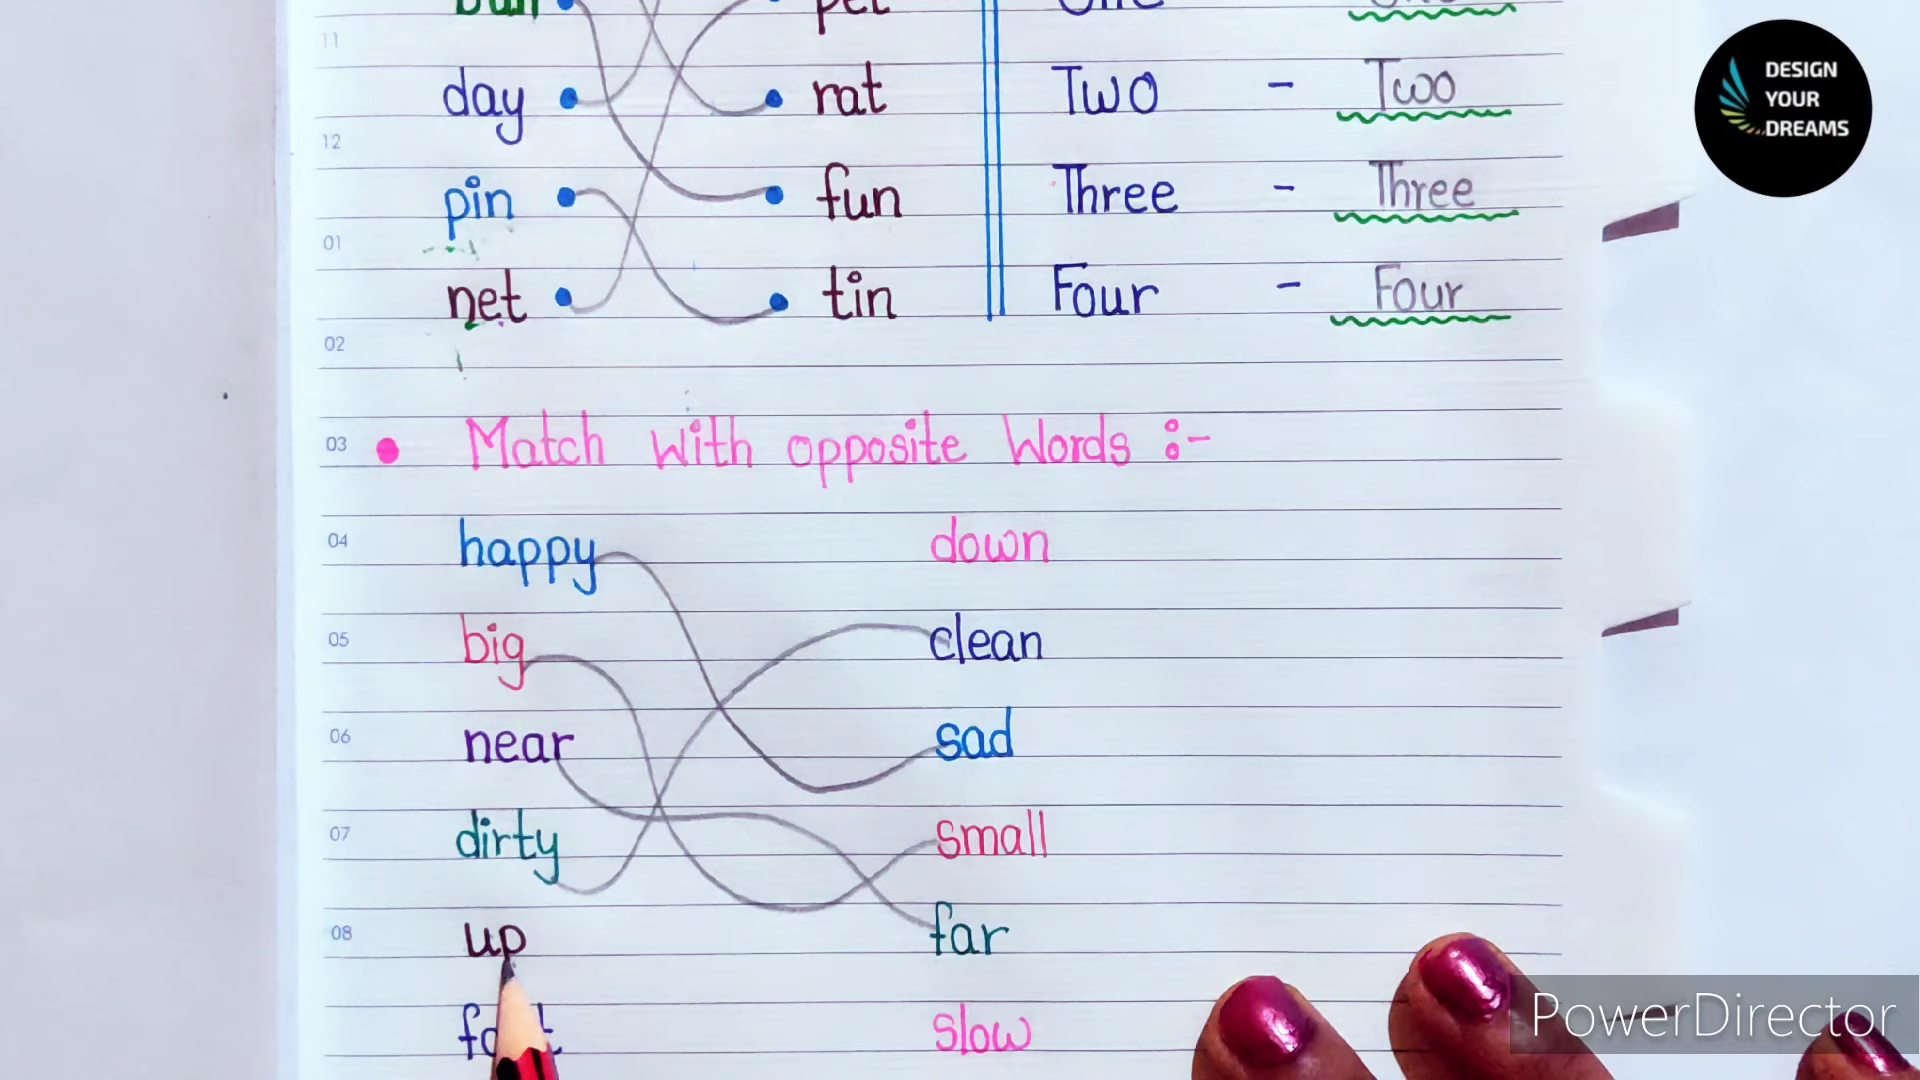 11
pet
One
day rat Two - Two
12
pin fun Three - Three
01
net tin Four - Four
02
03 • Match with opposite Words :-
04 happy down
05 big clean
06 near sad
07 dirty small
08 up far
slow
DESIGN
YOUR
...DREAMS
PowerDirector